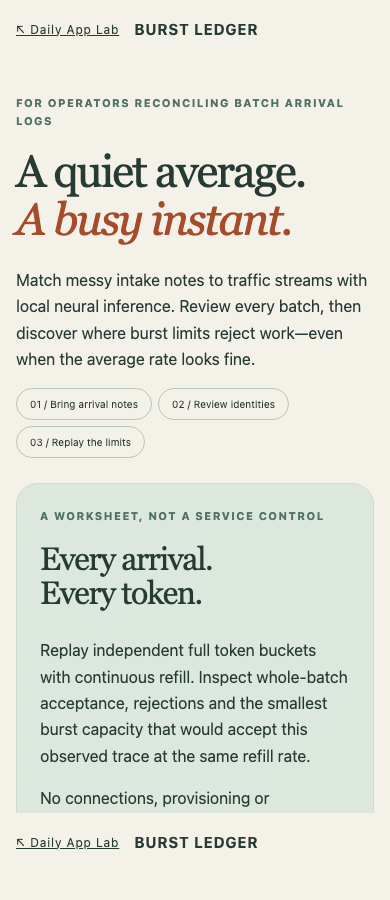 ↖ Daily App Lab BURST LEDGER
FOR OPERATORS RECONCILING BATCH ARRIVAL
LOGS
A quiet average.
A busy instant.
Match messy intake notes to traffic streams with
local neural inference. Review every batch, then
discover where burst limits reject work—even
when the average rate looks fine.
01 / Bring arrival notes
02 / Review identities
03 / Replay the limits
A WORKSHEET, NOT A SERVICE CONTROL
Every arrival.
Every token.
Replay independent full token buckets
with continuous refill. Inspect whole-batch
acceptance, rejections and the smallest
burst capacity that would accept this
observed trace at the same refill rate.
No connections, provisioning or
↖ Daily App Lab BURST LEDGER